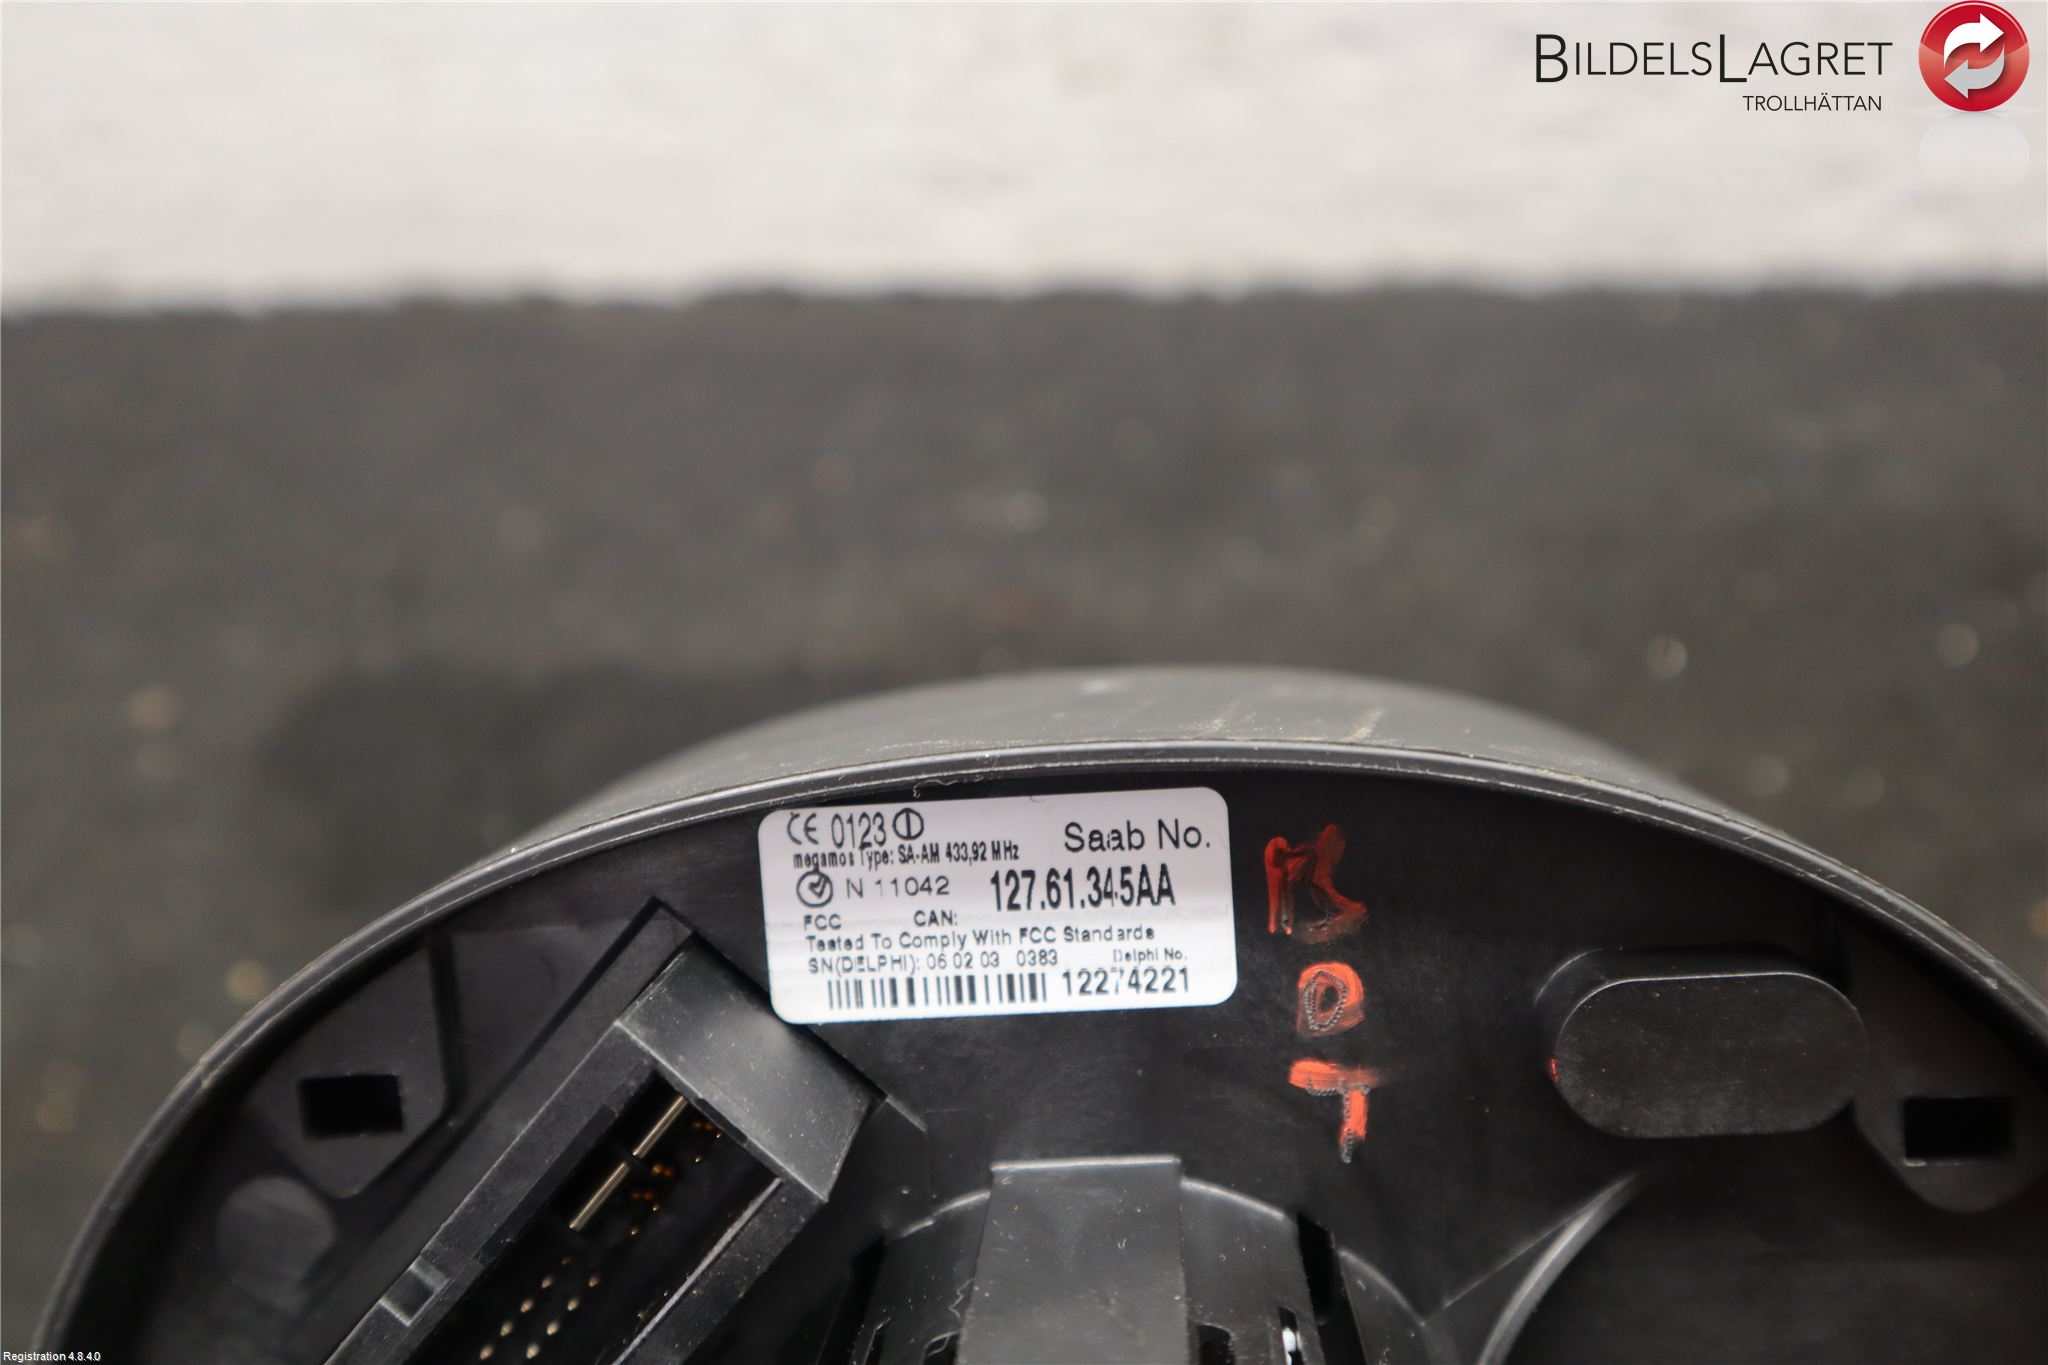 BILDELSLAGRET
TROLLHÄTTAN
CE 0123
megamos Type: SA-AM 433,92 MHz
Saab No.
N 11042
127.61.345AA
FCC CAN:
Tested To Comply With FCC Standards
SN(DELPHI): 06 02 03 0383
Delphi No.
12274221
Registration 4.8.4.0